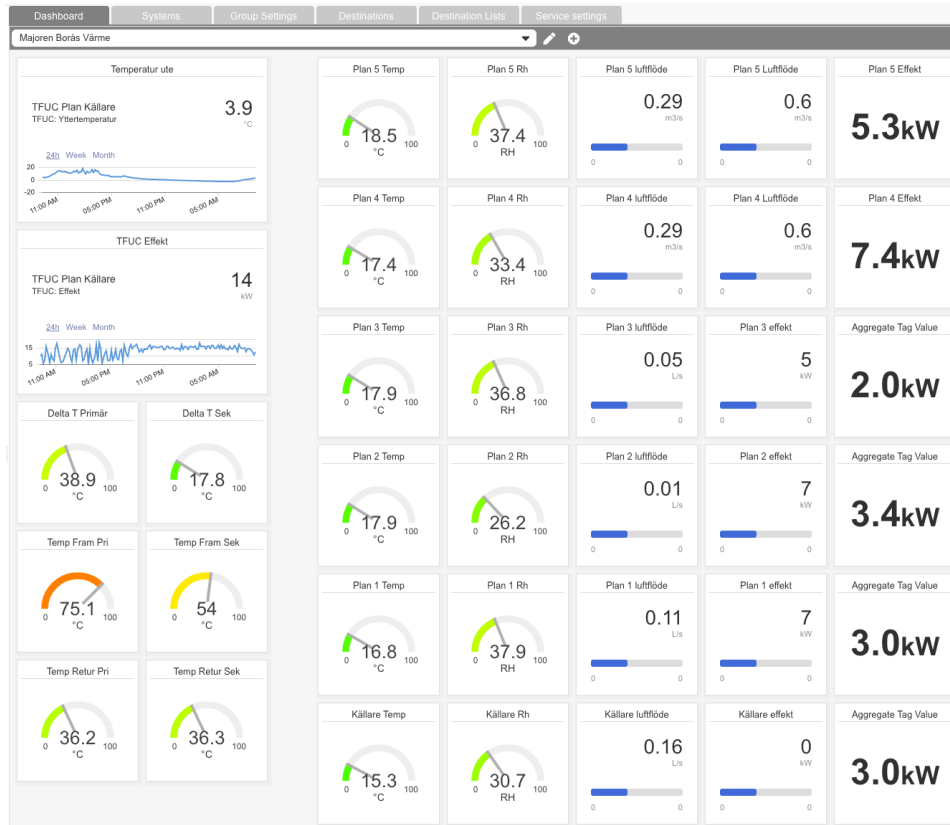 Dashboard Systems Group Settings Destinations Destination Lists Service settings
Majoren Borås Värme
Temperatur ute
TFUC Plan Källare
TFUC: Yttertemperatur
3.9
°C
24h Week Month
20
0
-20
11:00 AM 05:00 PM 11:00 PM 05:00 AM
TFUC Effekt
TFUC Plan Källare
TFUC: Effekt
14
kW
24h Week Month
15
5
11:00 AM 05:00 PM 11:00 PM 05:00 AM
Delta T Primär
38.9
0 100
°C
Delta T Sek
17.8
0 100
°C
Temp Fram Pri
75.1
0 100
°C
Temp Fram Sek
54
0 100
°C
Temp Retur Pri
36.2
0 100
°C
Temp Retur Sek
36.3
0 100
°C
Plan 5 Temp
18.5
0 100
°C
Plan 5 Rh
37.4
0 100
RH
Plan 5 luftflöde
0.29
m3/s
0 0
Plan 5 Luftflöde
0.6
m3/s
0 0
Plan 5 Effekt
5.3kW
Plan 4 Temp
17.4
0 100
°C
Plan 4 Rh
33.4
0 100
RH
Plan 4 luftflöde
0.29
m3/s
0 0
Plan 4 Luftflöde
0.6
m3/s
0 0
Plan 4 Effekt
7.4kW
Plan 3 Temp
17.9
0 100
°C
Plan 3 Rh
36.8
0 100
RH
Plan 3 luftflöde
0.05
L/s
0 0
Plan 3 effekt
5
kW
0 0
Aggregate Tag Value
2.0kW
Plan 2 Temp
17.9
0 100
°C
Plan 2 Rh
26.2
0 100
RH
Plan 2 luftflöde
0.01
L/s
0 0
Plan 2 effekt
7
kW
0 0
Aggregate Tag Value
3.4kW
Plan 1 Temp
16.8
0 100
°C
Plan 1 Rh
37.9
0 100
RH
Plan 1 luftflöde
0.11
L/s
0 0
Plan 1 effekt
7
kW
0 0
Aggregate Tag Value
3.0kW
Källare Temp
15.3
0 100
°C
Källare Rh
30.7
0 100
RH
Källare luftflöde
0.16
L/s
0 0
Källare effekt
0
kW
0 0
Aggregate Tag Value
3.0kW